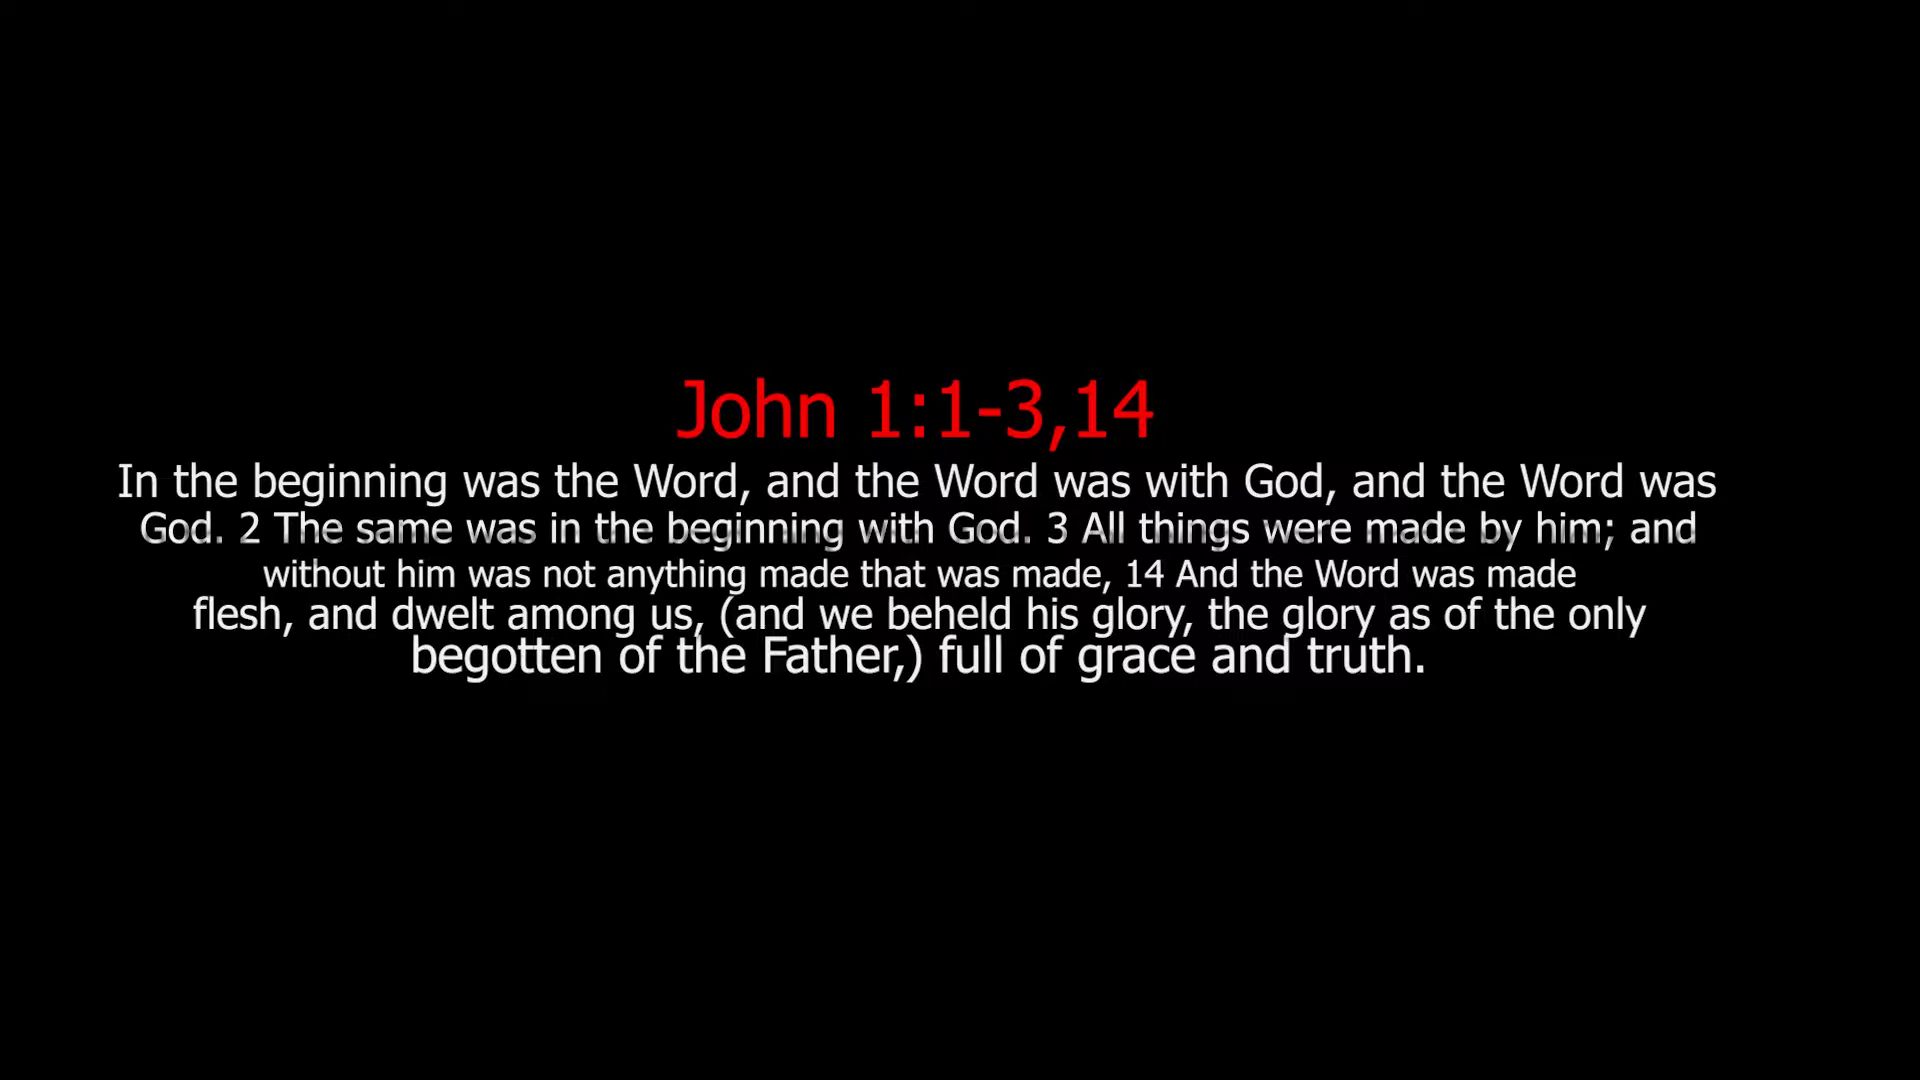 John 1:1-3,14
In the beginning was the Word, and the Word was with God, and the Word was
God. 2 The same was in the beginning with God. 3 All things were made by him; and
without him was not anything made that was made, 14 And the Word was made
flesh, and dwelt among us, (and we beheld his glory, the glory as of the only
begotten of the Father,) full of grace and truth.